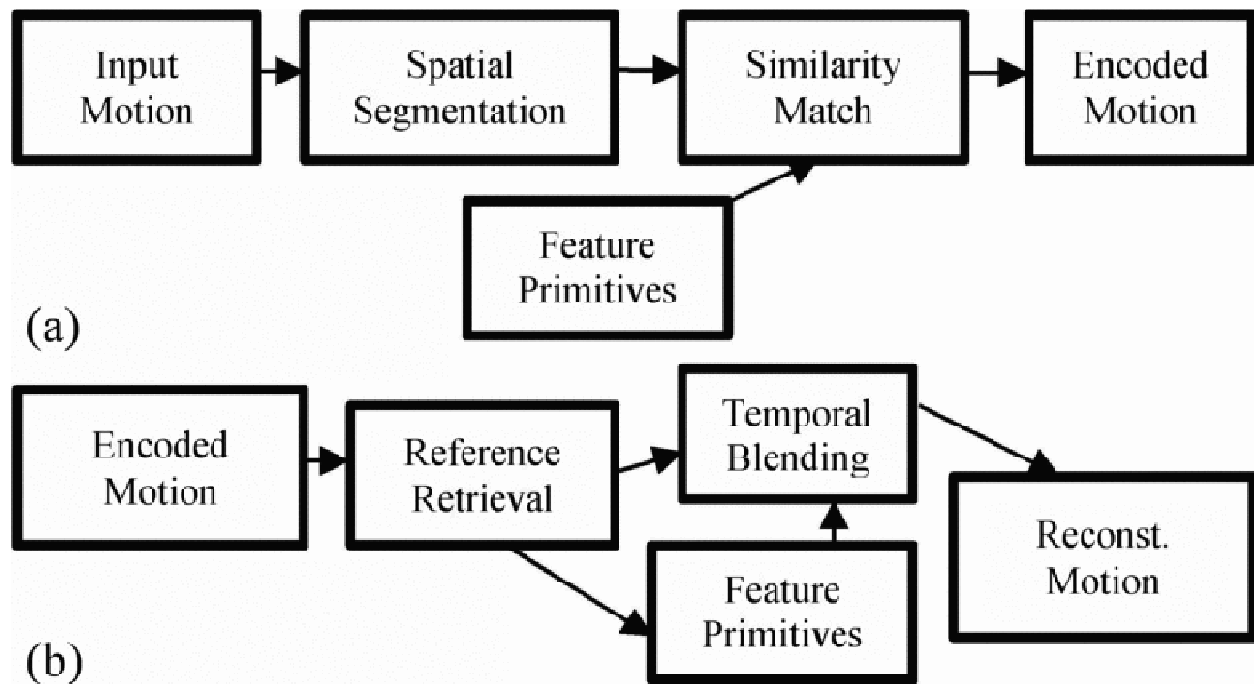 Input
Motion
Spatial
Segmentation
Similarity
Match
Encoded
Motion
Feature
Primitives
(a)
Encoded
Motion
Reference
Retrieval
Temporal
Blending
Feature
Primitives
Reconst.
Motion
(b)